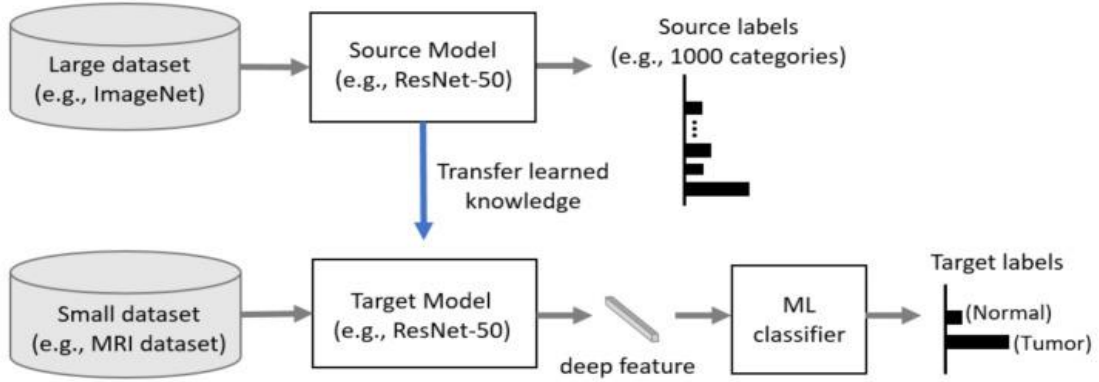 Large dataset
(e.g., ImageNet)
Source Model
(e.g., ResNet-50)
Source labels
(e.g., 1000 categories)
Transfer learned
knowledge
Small dataset
(e.g., MRI dataset)
Target Model
(e.g., ResNet-50)
deep feature
ML
classifier
Target labels
(Normal)
(Tumor)